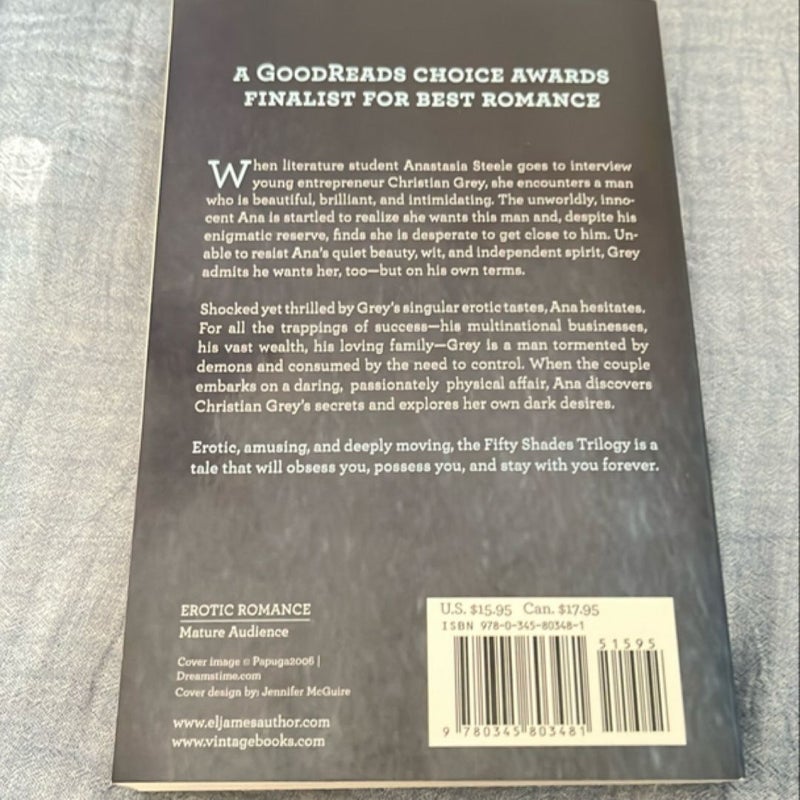 A GOODREADS CHOICE AWARDS
FINALIST FOR BEST ROMANCE
When literature student Anastasia Steele goes to interview
young entrepreneur Christian Grey, she encounters a man
who is beautiful, brilliant, and intimidating. The unworldly, inno-
cent Ana is startled to realize she wants this man and, despite his
enigmatic reserve, finds she is desperate to get close to him. Un-
able to resist Ana's quiet beauty, wit, and independent spirit, Grey
admits he wants her, too—but on his own terms.
Shocked yet thrilled by Grey's singular erotic tastes, Ana hesitates.
For all the trappings of success—his multinational businesses,
his vast wealth, his loving family—Grey is a man tormented by
demons and consumed by the need to control. When the couple
embarks on a daring, passionately physical affair, Ana discovers
Christian Grey's secrets and explores her own dark desires.
Erotic, amusing, and deeply moving, the Fifty Shades Trilogy is a
tale that will obsess you, possess you, and stay with you forever.
EROTIC ROMANCE
Mature Audience
Cover image © Papuga2006 |
Dreamstime.com
Cover design by: Jennifer McGuire
www.eljamesauthor.com
www.vintagebooks.com
U.S. $15.95 Can. $17.95
ISBN 978-0-345-80348-1
51595
9 780345 803481